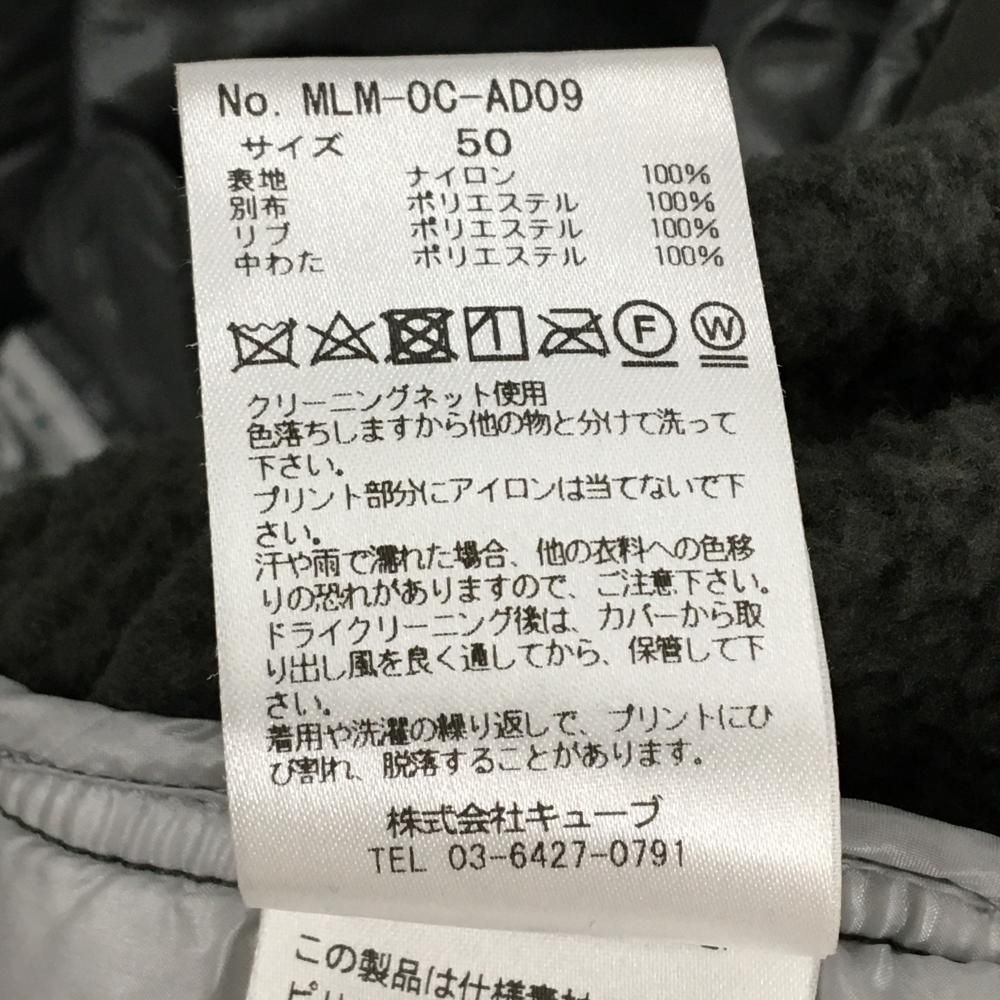 No. MLM-OC-AD09
サイズ 50
表地 ナイロン 100%
別布 ポリエステル 100%
リブ ポリエステル 100%
中わた ポリエステル 100%
F W
クリーニングネット使用
色落ちしますから他の物と分けて洗って
下さい。
プリント部分にアイロンは当てないで下
さい。
汗や雨で濡れた場合、他の衣料への色移
りの恐れがありますので、ご注意下さい。
ドライクリーニング後は、カバーから取
り出し風を良く通してから、保管して下
さい。
着用や洗濯の繰り返しで、プリントにひ
び割れ、脱落することがあります。
株式会社キューブ
TEL 03-6427-0791
この製品は仕様素材